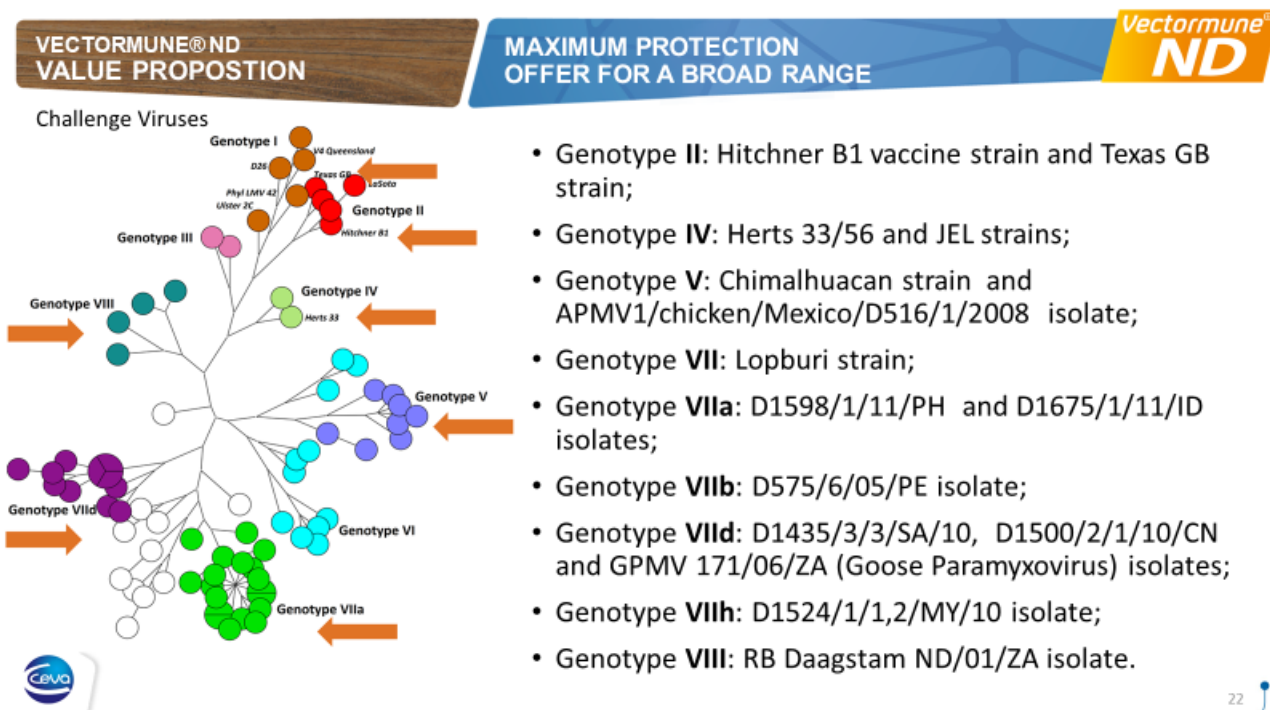 VECTORMUNE® ND
VALUE PROPOSTION
MAXIMUM PROTECTION
OFFER FOR A BROAD RANGE
Vectormune®
ND
Challenge Viruses
Genotype I
V4 Queensland
D26
Texas GB
LaSota
Phyl LMV 42
Ulster 2C
Genotype II
Hitchner B1
Genotype III
Genotype IV
Herts 33
Genotype VIII
Genotype V
Genotype VIId
Genotype VI
Genotype VIIa
• Genotype II: Hitchner B1 vaccine strain and Texas GB
strain;
• Genotype IV: Herts 33/56 and JEL strains;
• Genotype V: Chimalhuacan strain and
APMV1/chicken/Mexico/D516/1/2008 isolate;
• Genotype VII: Lopburi strain;
• Genotype VIIa: D1598/1/11/PH and D1675/1/11/ID
isolates;
• Genotype VIIb: D575/6/05/PE isolate;
• Genotype VIId: D1435/3/3/SA/10, D1500/2/1/10/CN
and GPMV 171/06/ZA (Goose Paramyxovirus) isolates;
• Genotype VIIh: D1524/1/1,2/MY/10 isolate;
• Genotype VIII: RB Daagstam ND/01/ZA isolate.
Ceva
22